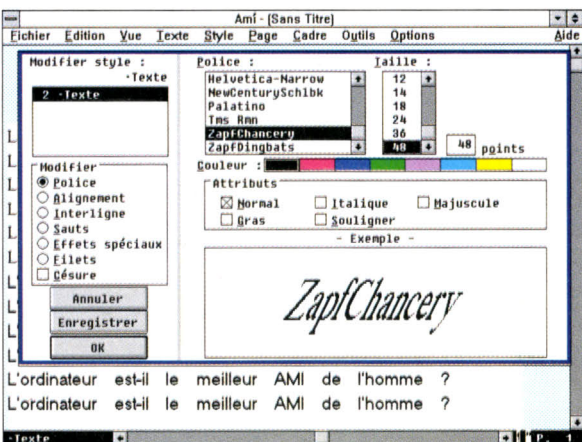 Ami - (Sans Titre)
Fichier Edition Vue Texte Style Page Cadre Outils Options Aide
Modifier style :
·Texte
2 ·Texte
Modifier
Police
Alignement
Interligne
Sauts
Effets spéciaux
Filets
Césure
Annuler
Enregistrer
OK
Police :
Helvetica-Narrow
NewCenturySchlbk
Palatino
Tms Rmn
ZapfChancery
ZapfDingbats
Taille :
12
14
18
24
36
48
48 points
Couleur :
Attributs
Normal Italique Majuscule
Gras Souligner
- Exemple -
ZapfChancery
L'ordinateur est-il le meilleur AMI de l'homme ?
L'ordinateur est-il le meilleur AMI de l'homme ?
·Texte P. 1